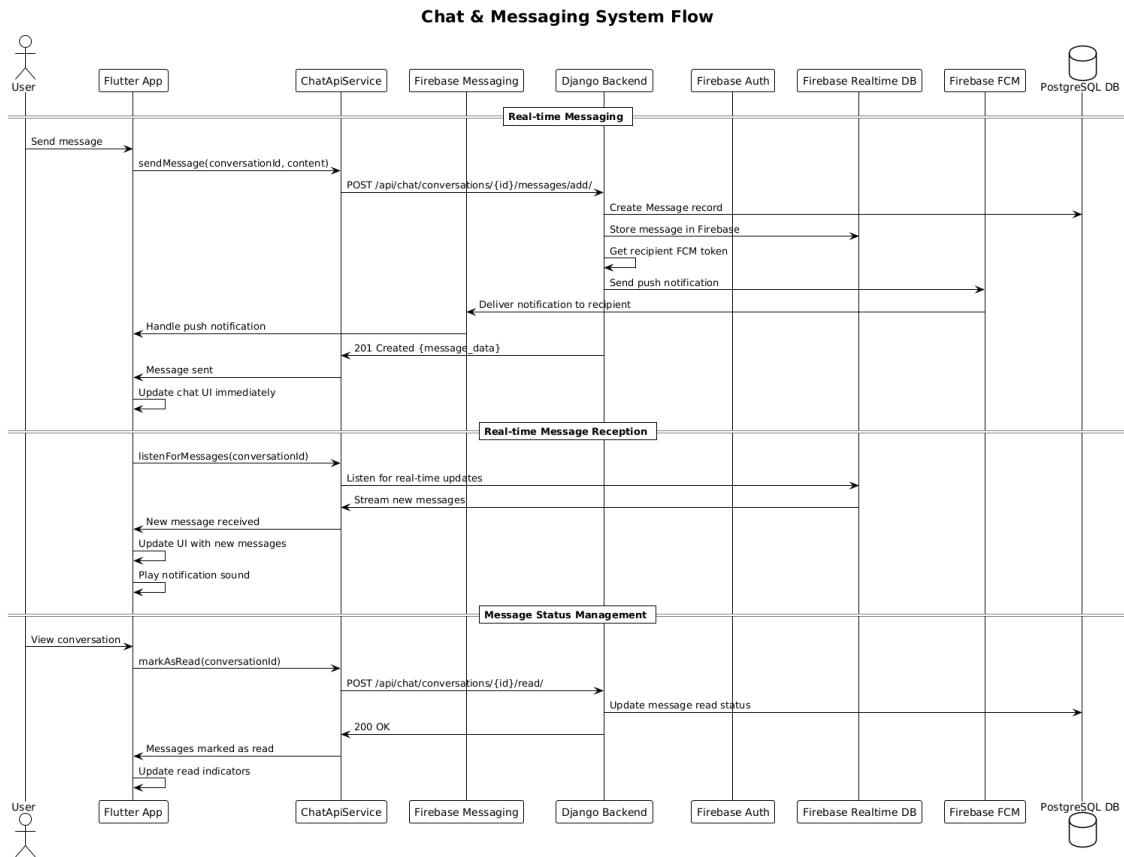 Chat & Messaging System Flow
User
Flutter App
ChatApiService
Firebase Messaging
Django Backend
Firebase Auth
Firebase Realtime DB
Firebase FCM
PostgreSQL DB
Real-time Messaging
Send message
sendMessage(conversationId, content)
POST /api/chat/conversations/{id}/messages/add/
Create Message record
Store message in Firebase
Get recipient FCM token
Send push notification
Deliver notification to recipient
Handle push notification
201 Created {message_data}
Message sent
Update chat UI immediately
Real-time Message Reception
listenForMessages(conversationId)
Listen for real-time updates
Stream new messages
New message received
Update UI with new messages
Play notification sound
Message Status Management
View conversation
markAsRead(conversationId)
POST /api/chat/conversations/{id}/read/
Update message read status
200 OK
Messages marked as read
Update read indicators
User
Flutter App
ChatApiService
Firebase Messaging
Django Backend
Firebase Auth
Firebase Realtime DB
Firebase FCM
PostgreSQL DB